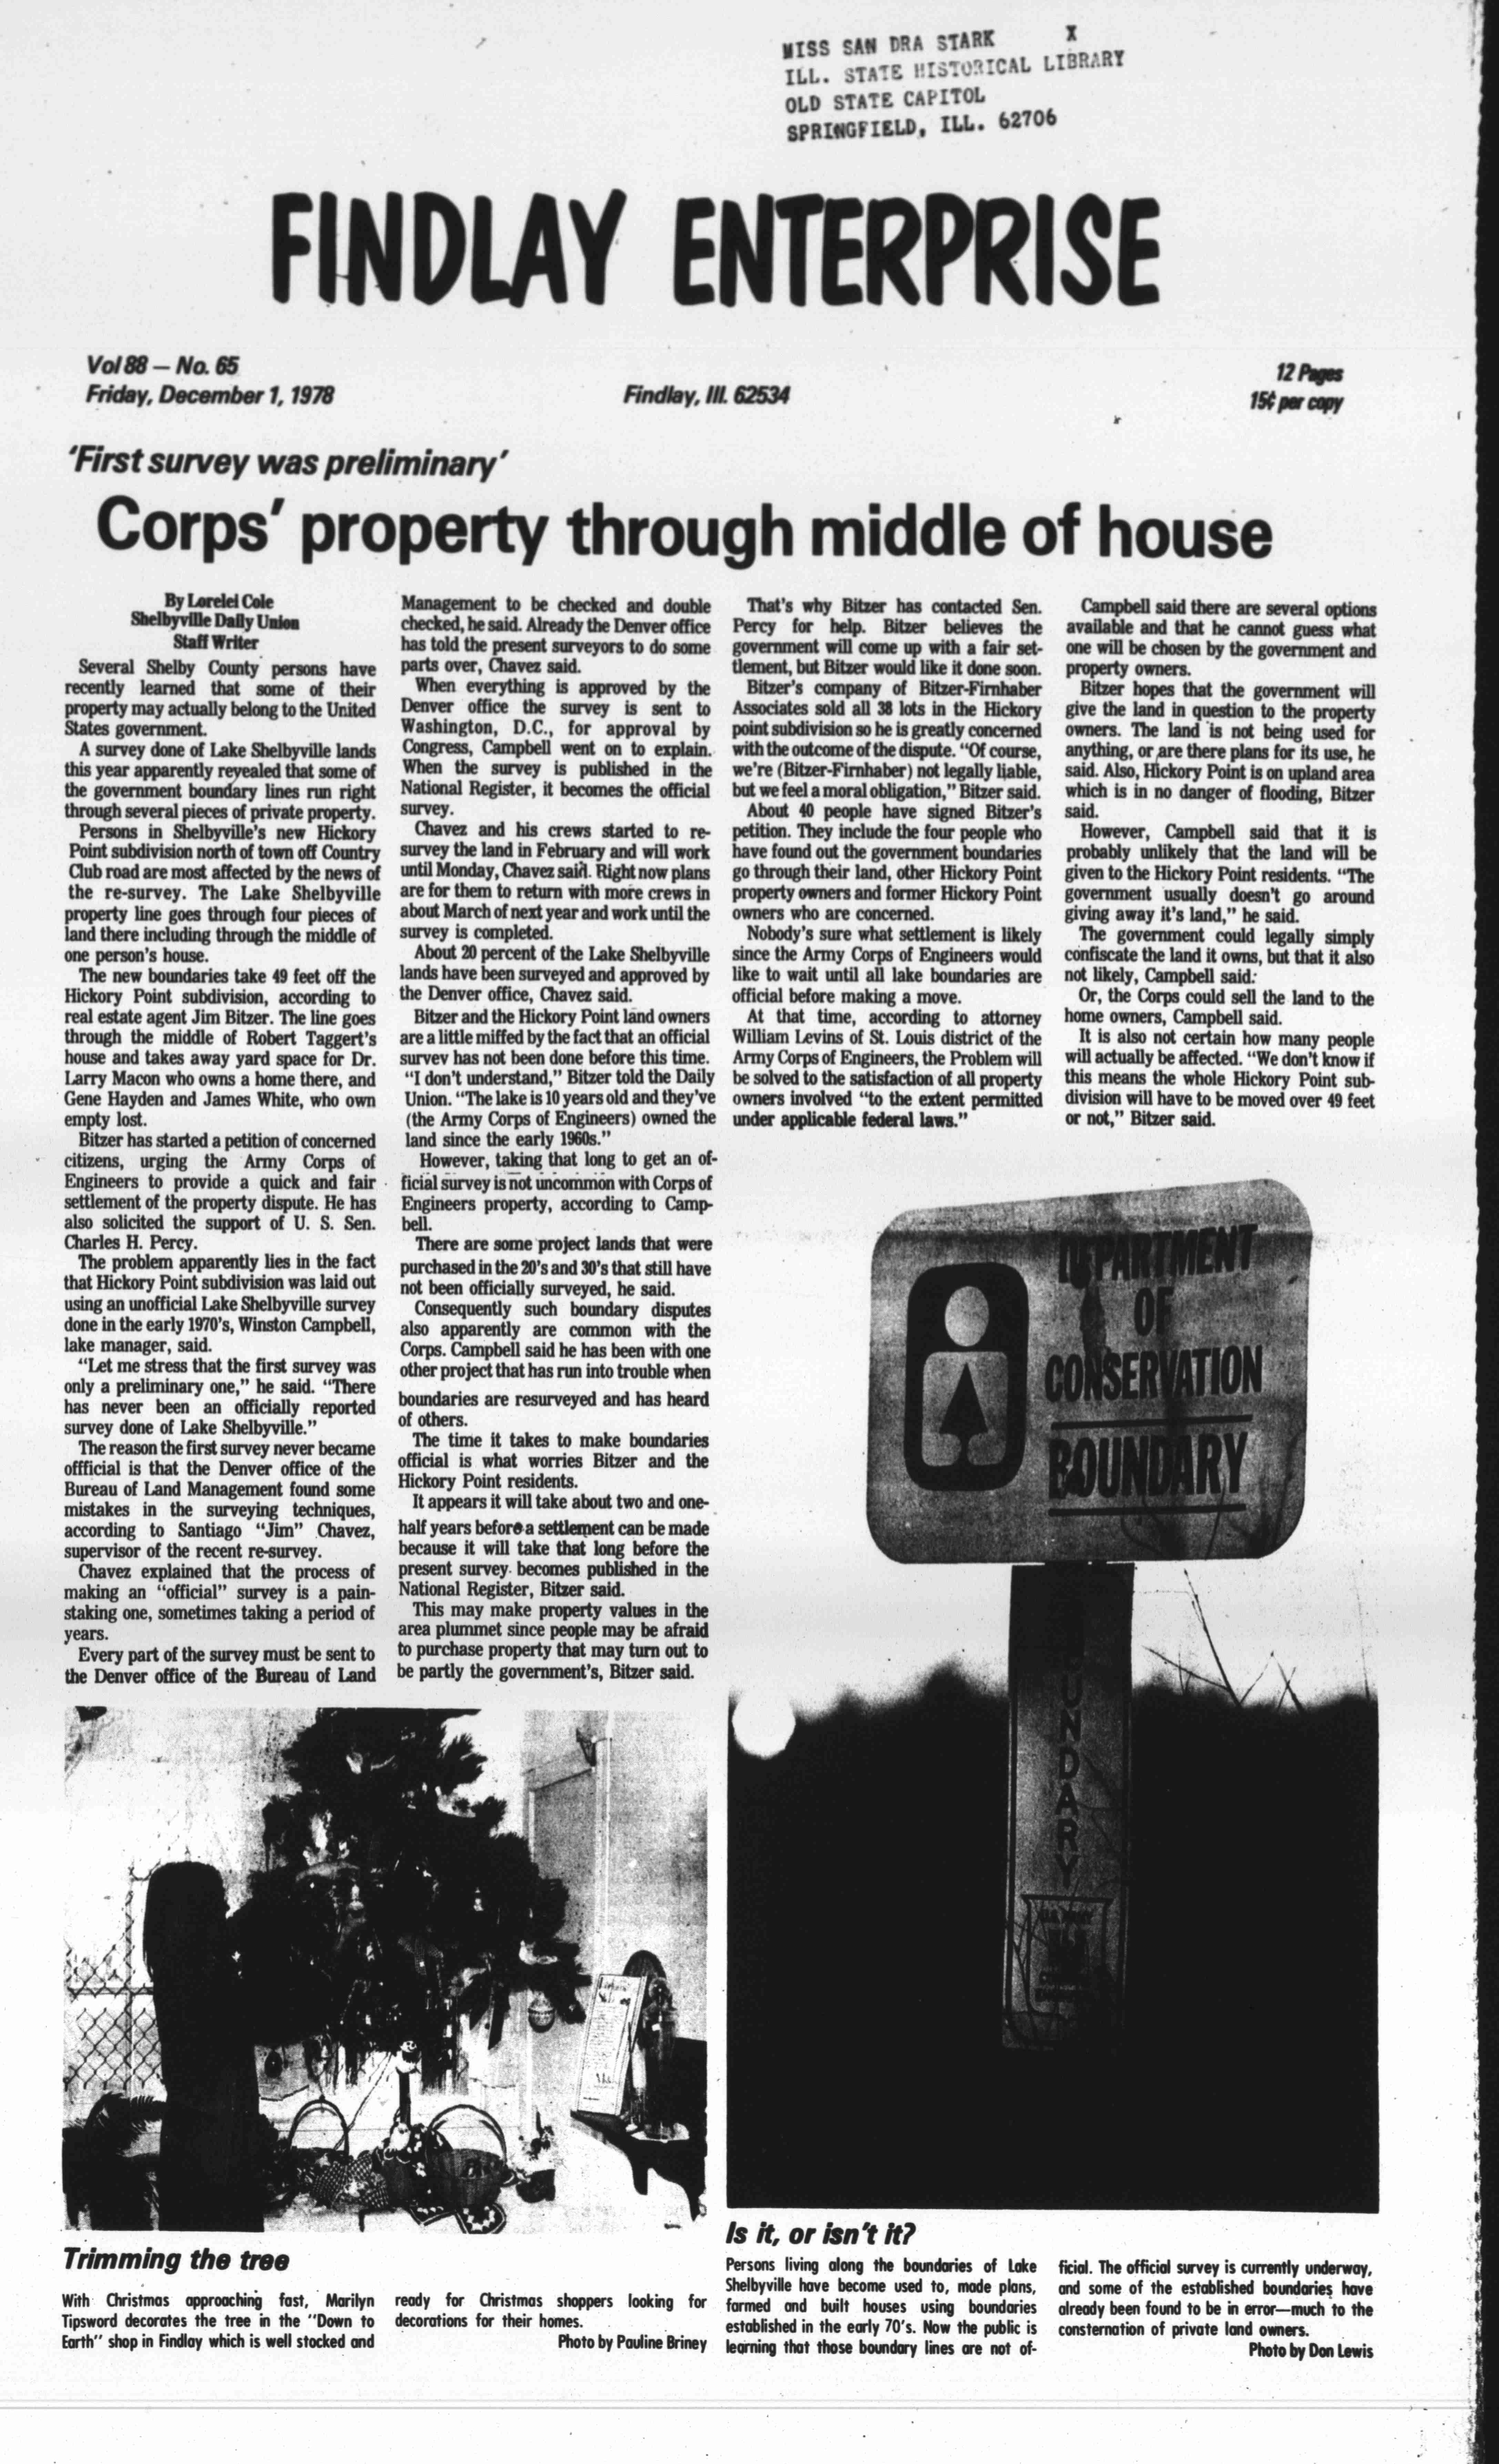 MISS SAN DRA STARK X
ILL. STATE HISTORICAL LIBRARY
OLD STATE CAPITOL
SPRINGFIELD, ILL. 62706
FINDLAY ENTERPRISE
Vol 88 — No. 65
Friday, December 1, 1978
Findlay, Ill. 62534
12 Pages
15¢ per copy
'First survey was preliminary'
Corps' property through middle of house
By Lorelei Cole
Shelbyville Daily Union
Staff Writer
Several Shelby County persons have
recently learned that some of their
property may actually belong to the United
States government.
A survey done of Lake Shelbyville lands
this year apparently revealed that some of
the government boundary lines run right
through several pieces of private property.
Persons in Shelbyville's new Hickory
Point subdivision north of town off Country
Club road are most affected by the news of
the re-survey. The Lake Shelbyville
property line goes through four pieces of
land there including through the middle of
one person's house.
The new boundaries take 49 feet off the
Hickory Point subdivision, according to
real estate agent Jim Bitzer. The line goes
through the middle of Robert Taggert's
house and takes away yard space for Dr.
Larry Macon who owns a home there, and
Gene Hayden and James White, who own
empty lost.
Bitzer has started a petition of concerned
citizens, urging the Army Corps of
Engineers to provide a quick and fair
settlement of the property dispute. He has
also solicited the support of U. S. Sen.
Charles H. Percy.
The problem apparently lies in the fact
that Hickory Point subdivision was laid out
using an unofficial Lake Shelbyville survey
done in the early 1970's, Winston Campbell,
lake manager, said.
"Let me stress that the first survey was
only a preliminary one," he said. "There
has never been an officially reported
survey done of Lake Shelbyville."
The reason the first survey never became
offficial is that the Denver office of the
Bureau of Land Management found some
mistakes in the surveying techniques,
according to Santiago "Jim" Chavez,
supervisor of the recent re-survey.
Chavez explained that the process of
making an "official" survey is a pain-
staking one, sometimes taking a period of
years.
Every part of the survey must be sent to
the Denver office of the Bureau of Land
Management to be checked and double
checked, he said. Already the Denver office
has told the present surveyors to do some
parts over, Chavez said.
When everything is approved by the
Denver office the survey is sent to
Washington, D.C., for approval by
Congress, Campbell went on to explain.
When the survey is published in the
National Register, it becomes the official
survey.
Chavez and his crews started to re-
survey the land in February and will work
until Monday, Chavez said. Right now plans
are for them to return with more crews in
about March of next year and work until the
survey is completed.
About 20 percent of the Lake Shelbyville
lands have been surveyed and approved by
the Denver office, Chavez said.
Bitzer and the Hickory Point land owners
are a little miffed by the fact that an official
survey has not been done before this time.
"I don't understand," Bitzer told the Daily
Union. "The lake is 10 years old and they've
(the Army Corps of Engineers) owned the
land since the early 1960s."
However, taking that long to get an of-
ficial survey is not uncommon with Corps of
Engineers property, according to Camp-
bell.
There are some project lands that were
purchased in the 20's and 30's that still have
not been officially surveyed, he said.
Consequently such boundary disputes
also apparently are common with the
Corps. Campbell said he has been with one
other project that has run into trouble when
boundaries are resurveyed and has heard
of others.
The time it takes to make boundaries
official is what worries Bitzer and the
Hickory Point residents.
It appears it will take about two and one-
half years before a settlement can be made
because it will take that long before the
present survey becomes published in the
National Register, Bitzer said.
This may make property values in the
area plummet since people may be afraid
to purchase property that may turn out to
be partly the government's, Bitzer said.
That's why Bitzer has contacted Sen.
Percy for help. Bitzer believes the
government will come up with a fair set-
tlement, but Bitzer would like it done soon.
Bitzer's company of Bitzer-Firnhaber
Associates sold all 38 lots in the Hickory
point subdivision so he is greatly concerned
with the outcome of the dispute. "Of course,
we're (Bitzer-Firnhaber) not legally liable,
but we feel a moral obligation," Bitzer said.
About 40 people have signed Bitzer's
petition. They include the four people who
have found out the government boundaries
go through their land, other Hickory Point
property owners and former Hickory Point
owners who are concerned.
Nobody's sure what settlement is likely
since the Army Corps of Engineers would
like to wait until all lake boundaries are
official before making a move.
At that time, according to attorney
William Levins of St. Louis district of the
Army Corps of Engineers, the Problem will
be solved to the satisfaction of all property
owners involved "to the extent permitted
under applicable federal laws."
Campbell said there are several options
available and that he cannot guess what
one will be chosen by the government and
property owners.
Bitzer hopes that the government will
give the land in question to the property
owners. The land is not being used for
anything, or are there plans for its use, he
said. Also, Hickory Point is on upland area
which is in no danger of flooding, Bitzer
said.
However, Campbell said that it is
probably unlikely that the land will be
given to the Hickory Point residents. "The
government usually doesn't go around
giving away it's land," he said.
The government could legally simply
confiscate the land it owns, but that it also
not likely, Campbell said.
Or, the Corps could sell the land to the
home owners, Campbell said.
It is also not certain how many people
will actually be affected. "We don't know if
this means the whole Hickory Point sub-
division will have to be moved over 49 feet
or not," Bitzer said.
DEPARTMENT
OF
CONSERVATION
BOUNDARY
UNDARY
Trimming the tree
With Christmas approaching fast, Marilyn
Tipsword decorates the tree in the "Down to
Earth" shop in Findlay which is well stocked and
ready for Christmas shoppers looking for
decorations for their homes.
Photo by Pauline Briney
Is it, or isn't it?
Persons living along the boundaries of Lake
Shelbyville have become used to, made plans,
farmed and built houses using boundaries
established in the early 70's. Now the public is
learning that those boundary lines are not of-
ficial. The official survey is currently underway,
and some of the established boundaries have
already been found to be in error—much to the
consternation of private land owners.
Photo by Don Lewis